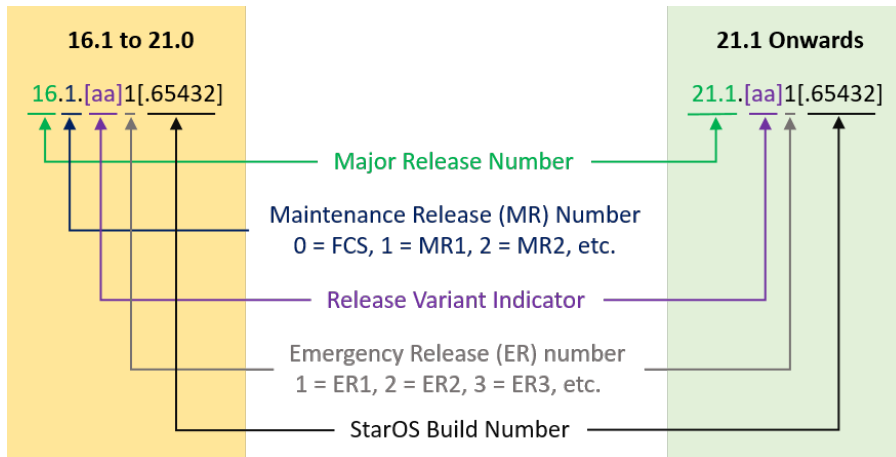 16.1 to 21.0
21.1 Onwards
16.1.[aa]1[.65432]
21.1.[aa]1[.65432]
Major Release Number
Maintenance Release (MR) Number
0 = FCS, 1 = MR1, 2 = MR2, etc.
Release Variant Indicator
Emergency Release (ER) number
1 = ER1, 2 = ER2, 3 = ER3, etc.
StarOS Build Number